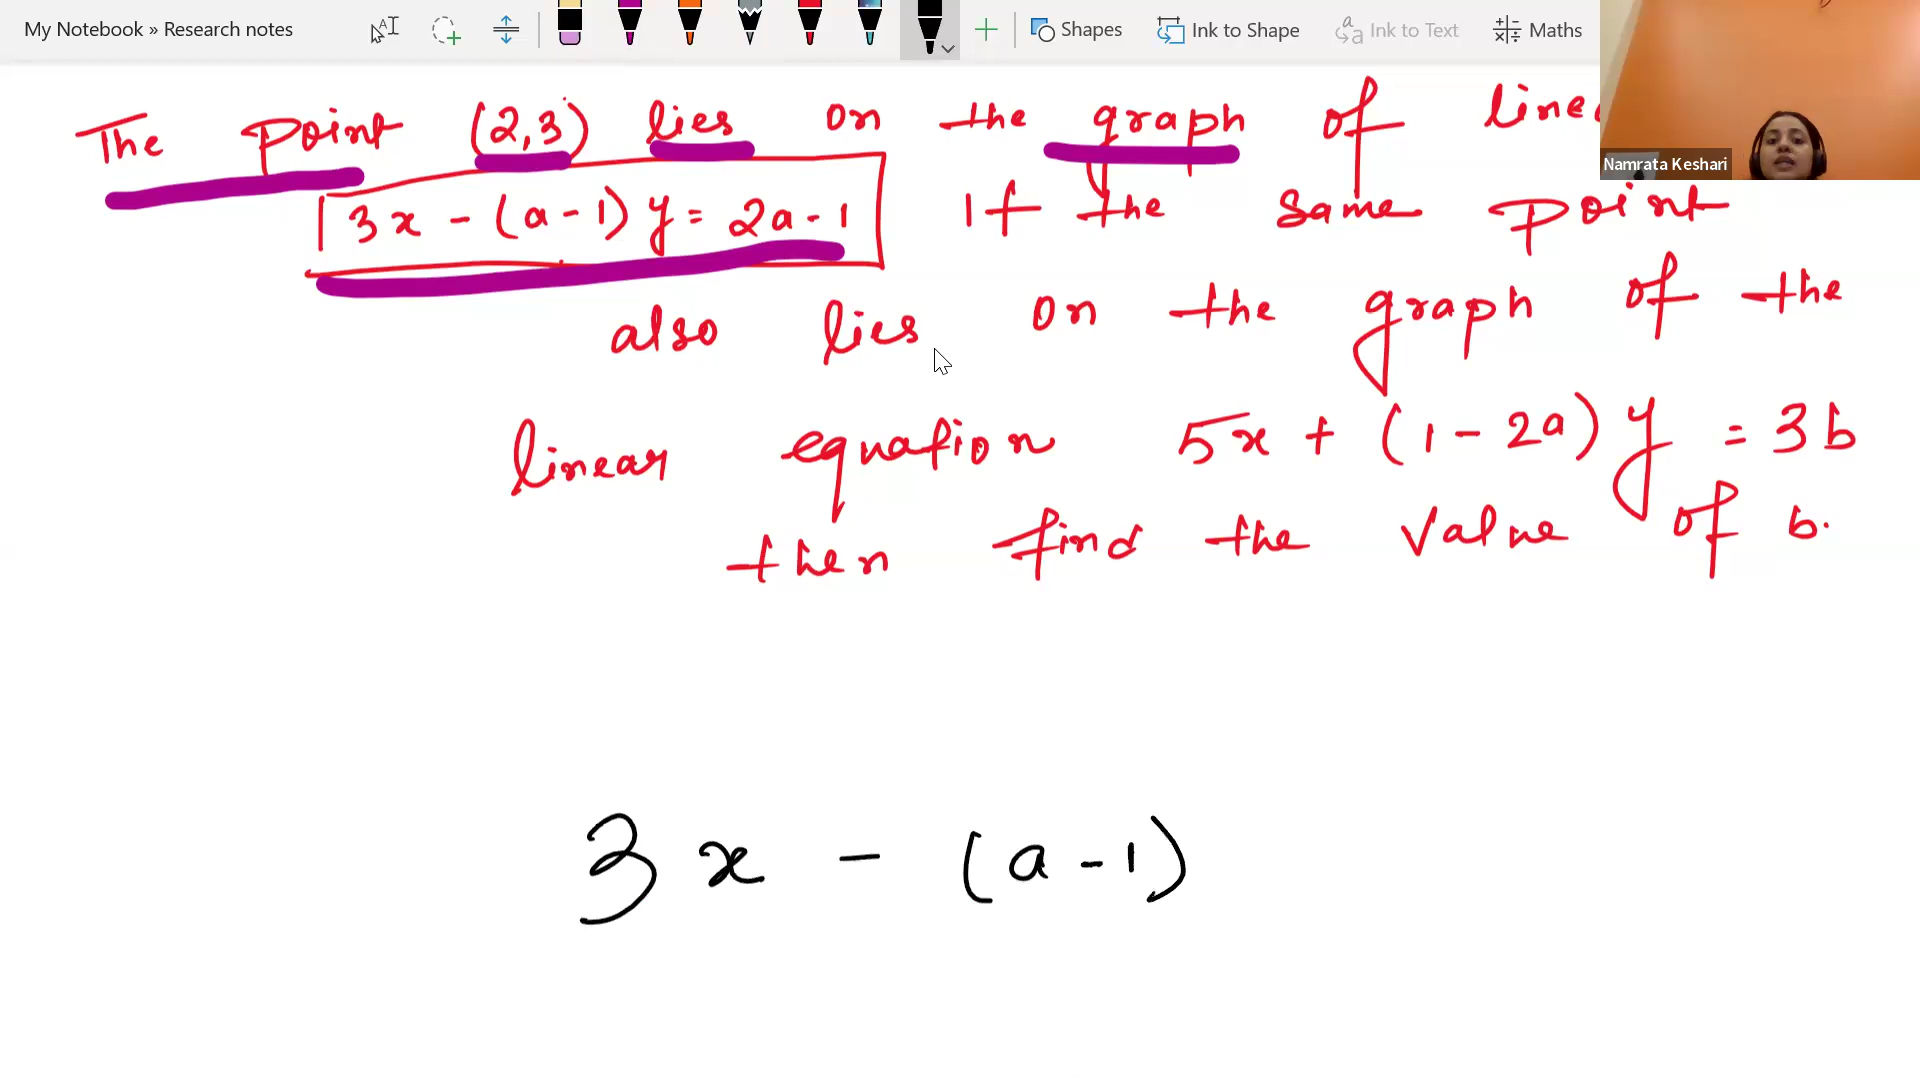 My Notebook » Research notes
Shapes
Ink to Shape
Ink to Text
Maths
Namrata Keshari
The point (2,3) lies on the graph of
3x - (a-1)y = 2a-1 If the same point
also lies on the graph of the
linear equation 5x + (1-2a)y = 3b
then find the value of b.
3x - (a-1)